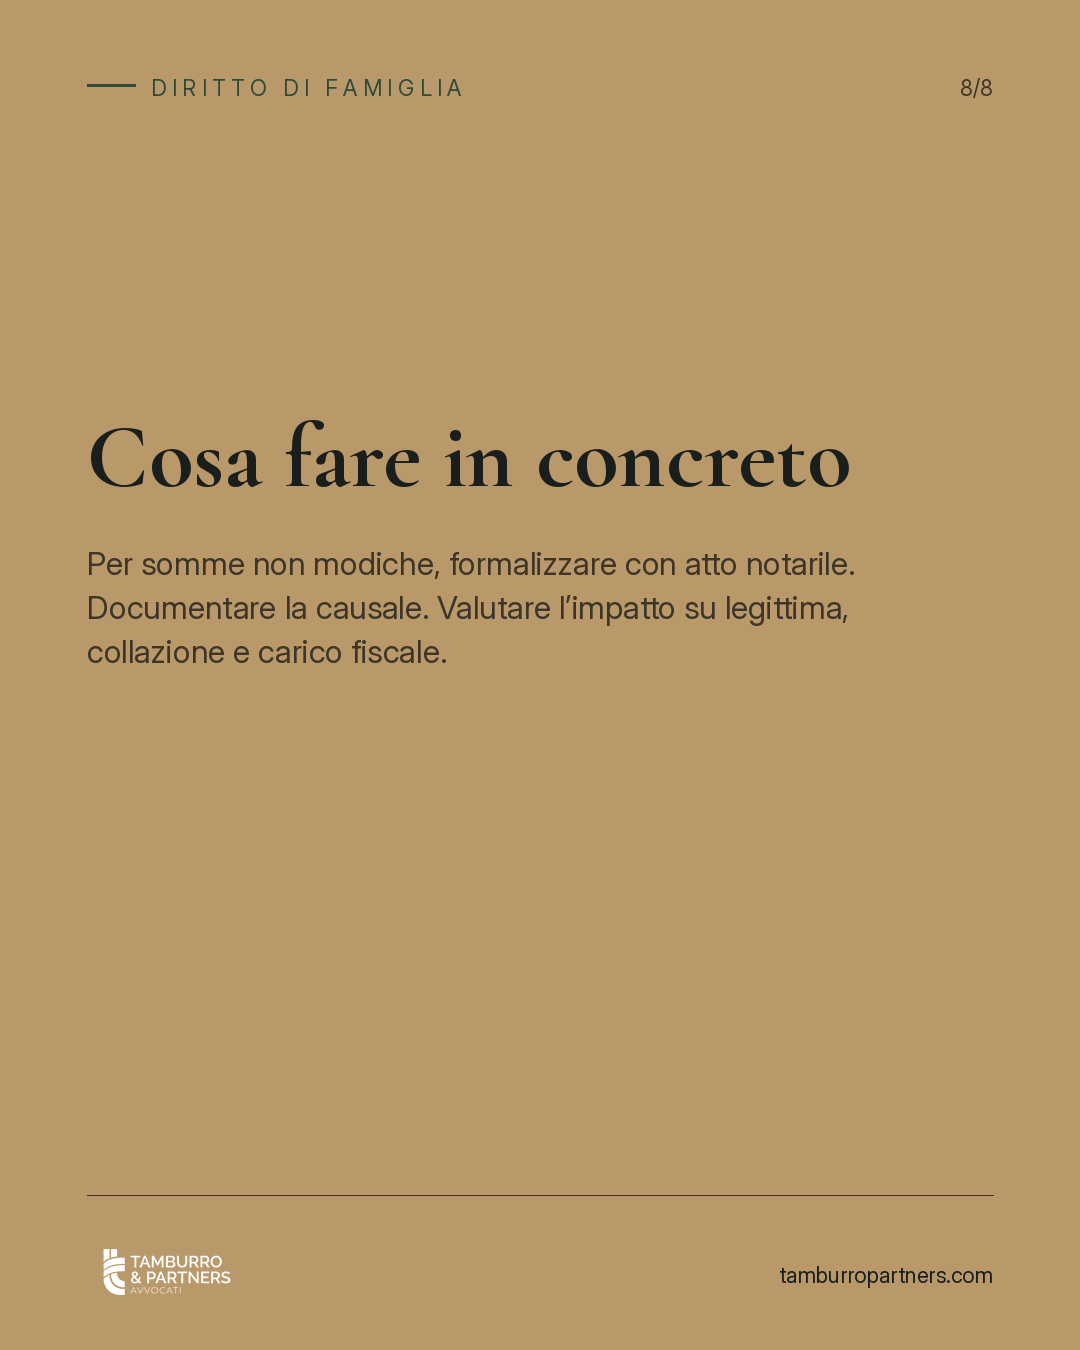 DIRITTO DI FAMIGLIA
8/8
Cosa fare in concreto
Per somme non modiche, formalizzare con atto notarile.
Documentare la causale. Valutare l’impatto su legittima,
collazione e carico fiscale.
TAMBURRO
& PARTNERS
AVVOCATI
tamburropartners.com